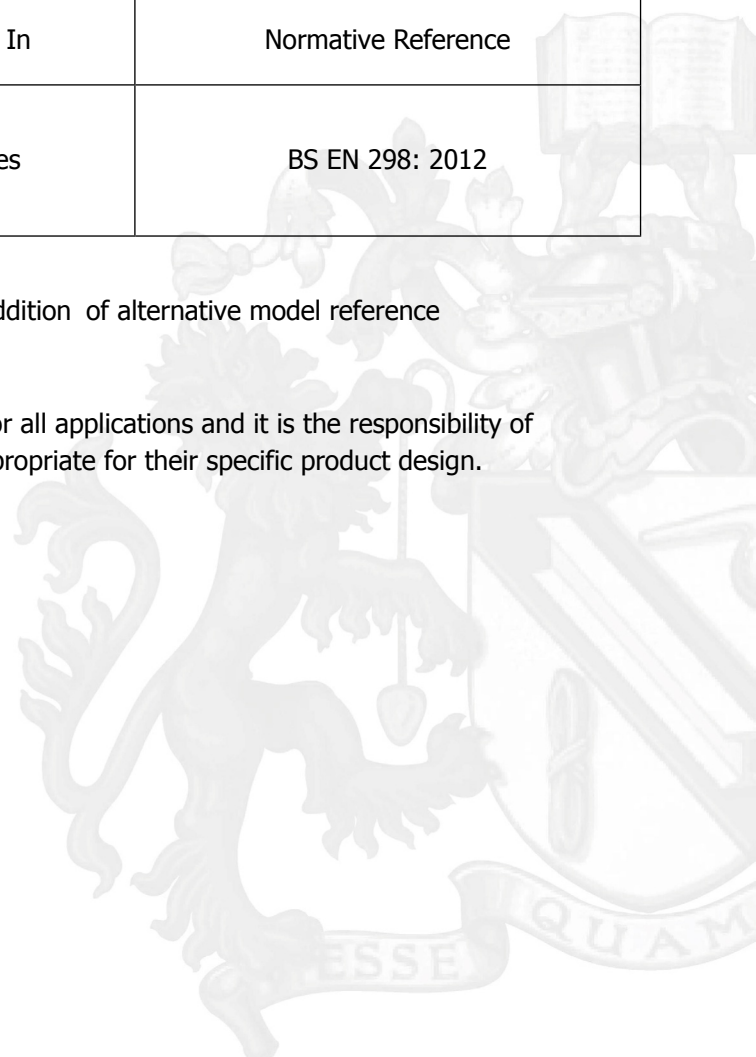 In Normative Reference
es BS EN 298: 2012
ddition of alternative model reference
or all applications and it is the responsibility of
propriate for their specific product design.
ESSE QUAM